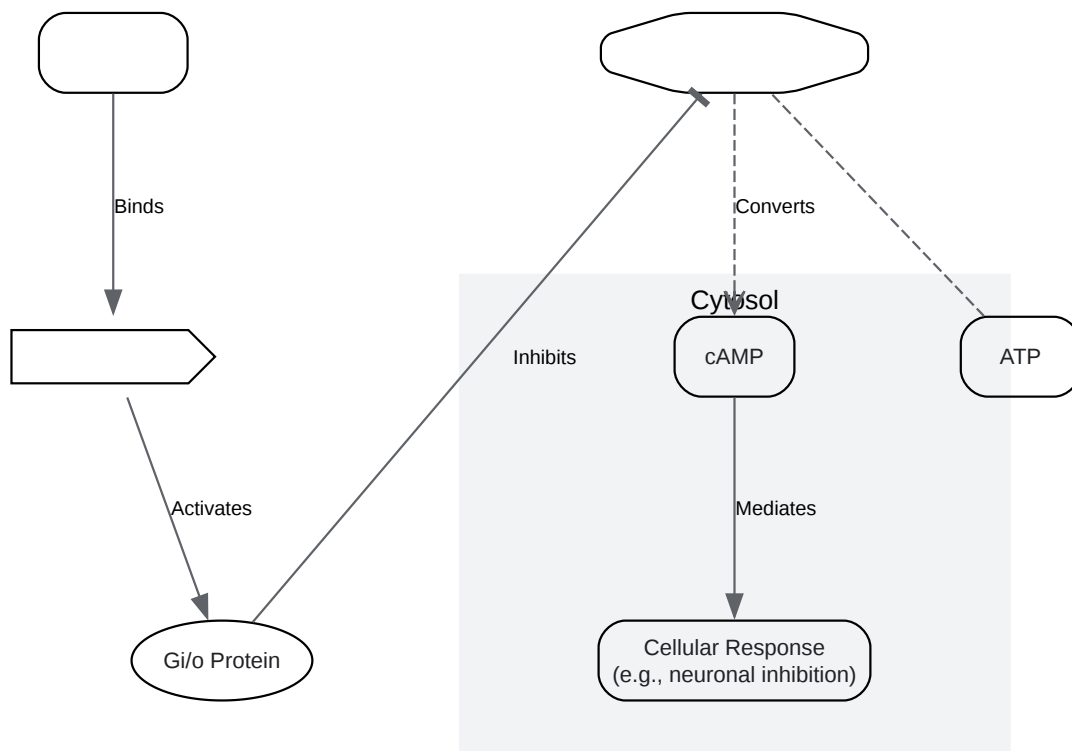 Binds
Converts
Cytosol
Inhibits
cAMP
ATP
Activates
Mediates
Gi/o Protein
Cellular Response
(e.g., neuronal inhibition)